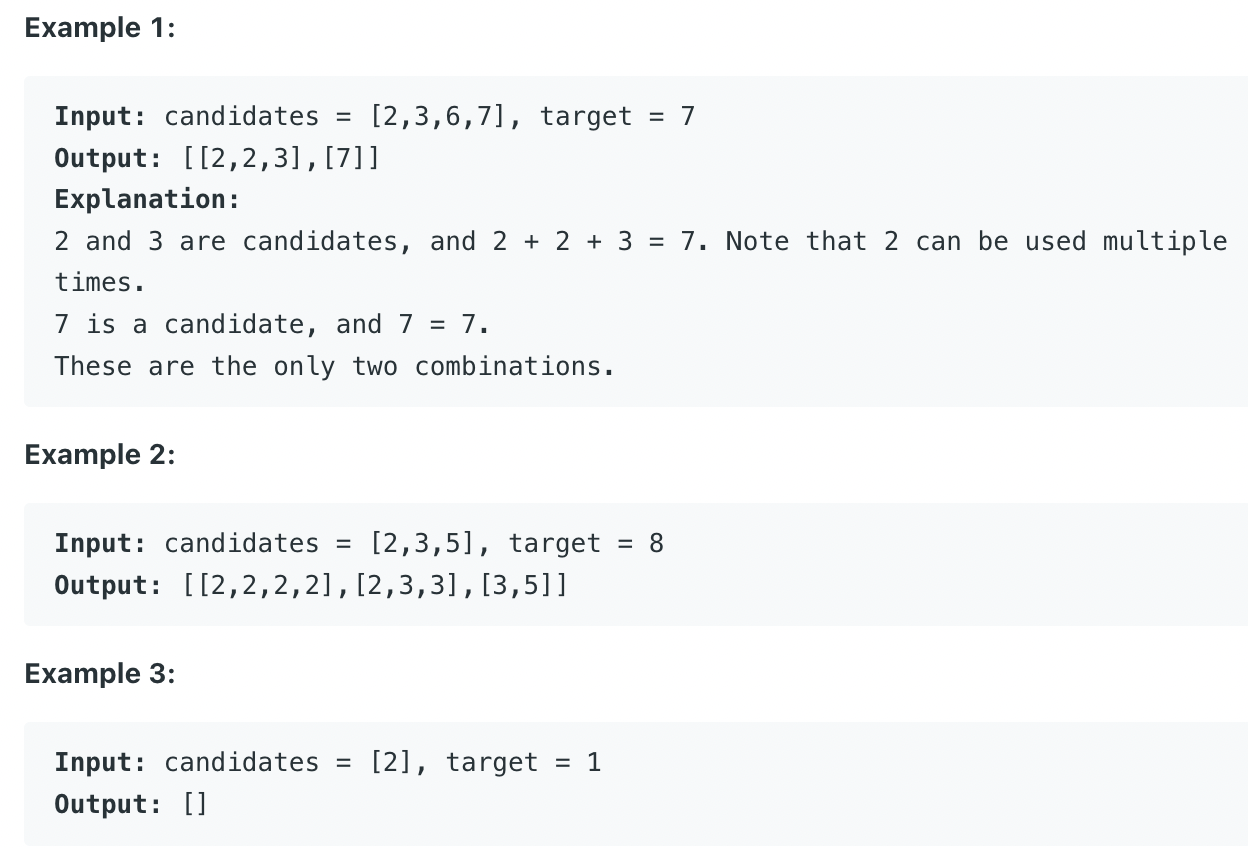 Example 1:
Input: candidates = [2,3,6,7], target = 7
Output: [[2,2,3],[7]]
Explanation:
2 and 3 are candidates, and 2 + 2 + 3 = 7. Note that 2 can be used multiple
times.
7 is a candidate, and 7 = 7.
These are the only two combinations.
Example 2:
Input: candidates = [2,3,5], target = 8
Output: [[2,2,2,2],[2,3,3],[3,5]]
Example 3:
Input: candidates = [2], target = 1
Output: []